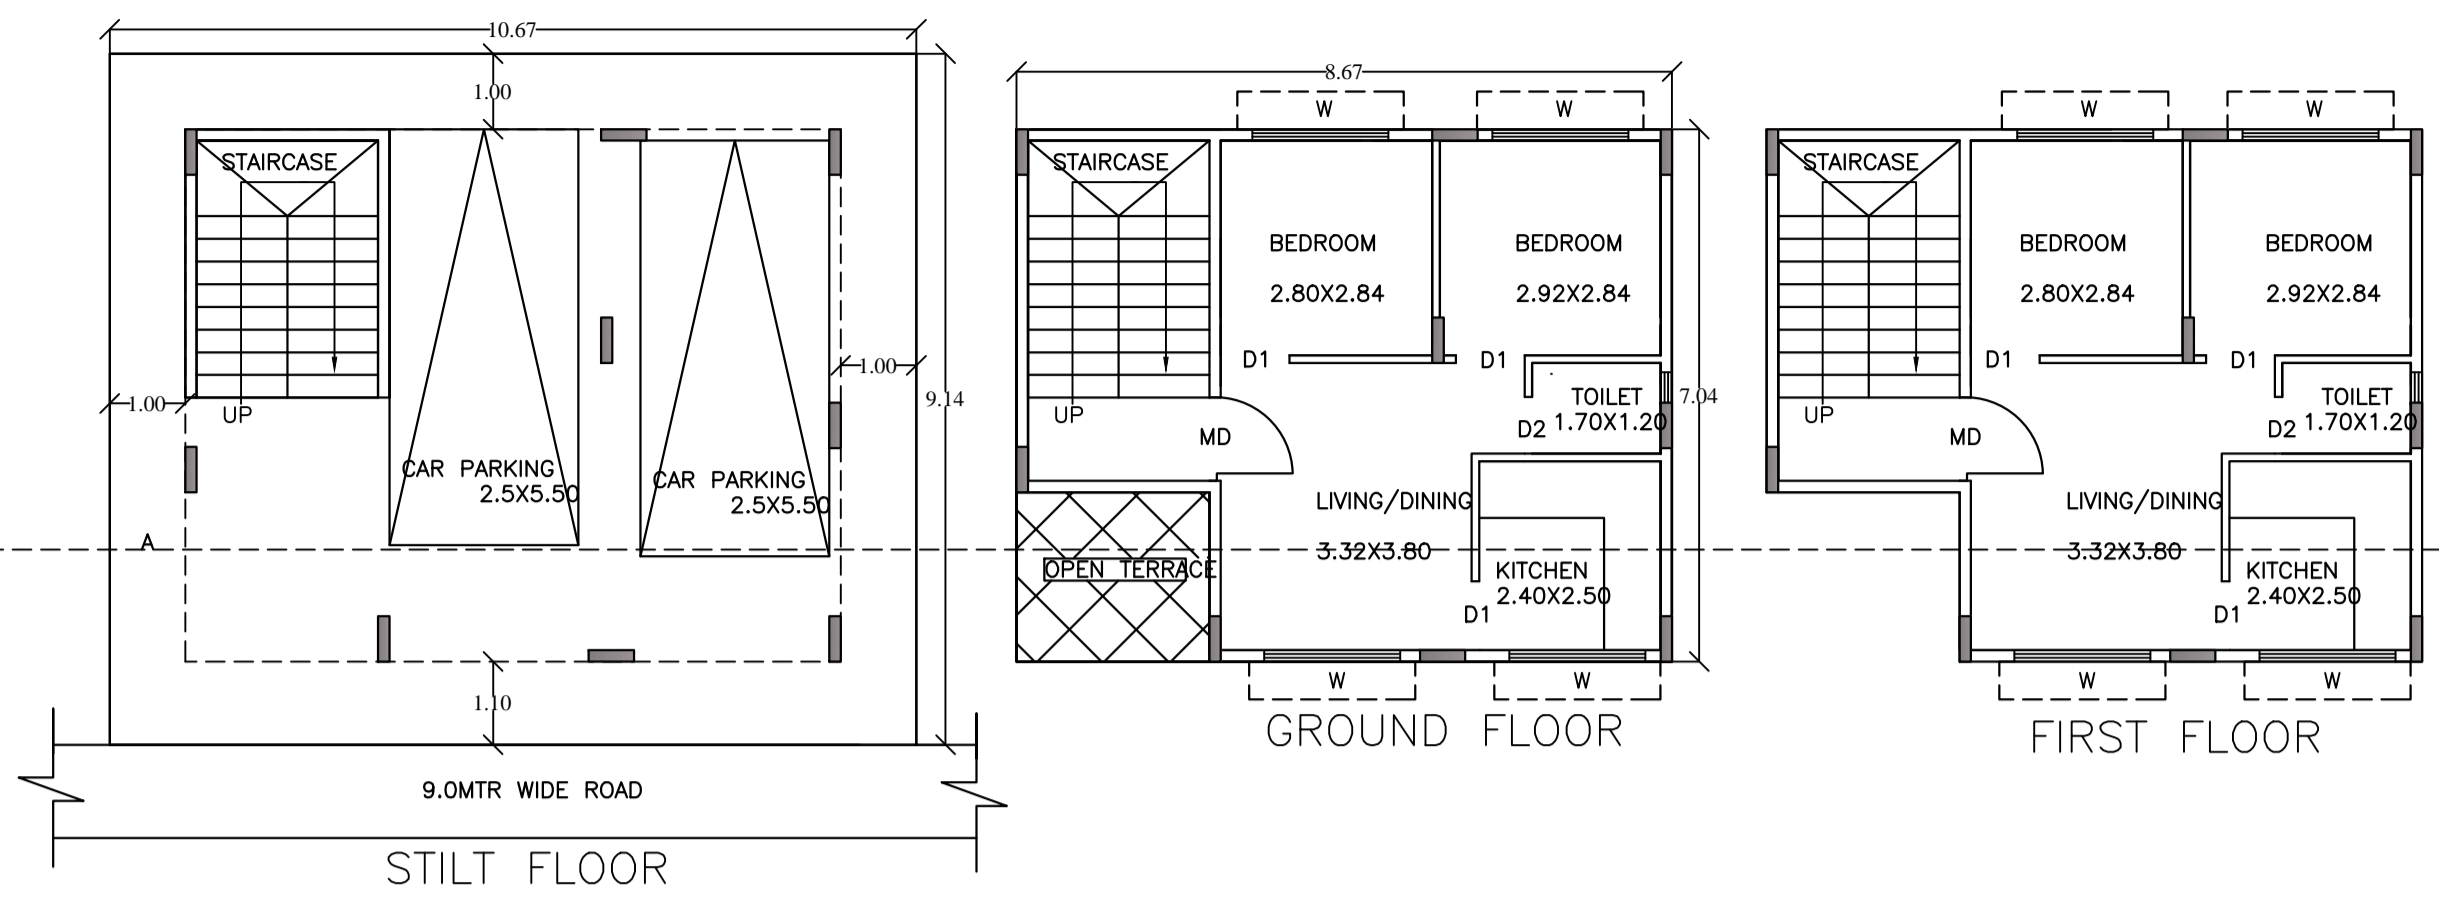 10.67
1.00
STAIRCASE
1.00
1.00
9.14
UP
CAR PARKING
2.5X5.50
CAR PARKING
2.5X5.50
A
1.10
9.0MTR WIDE ROAD
STILT FLOOR
8.67
W
W
STAIRCASE
BEDROOM
2.80X2.84
BEDROOM
2.92X2.84
D1
D1
TOILET
1.70X1.20
7.04
UP
MD
D2
LIVING/DINING
3.32X3.80
OPEN TERRACE
KITCHEN
2.40X2.50
D1
W
W
GROUND FLOOR
W
W
STAIRCASE
BEDROOM
2.80X2.84
BEDROOM
2.92X2.84
D1
D1
TOILET
1.70X1.20
UP
MD
D2
LIVING/DINING
3.32X3.80
KITCHEN
2.40X2.50
D1
W
W
FIRST FLOOR